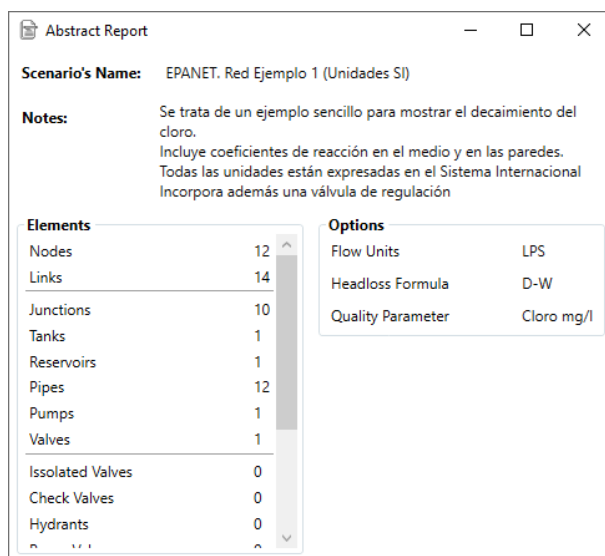 Abstract Report
Scenario's Name: EPANET. Red Ejemplo 1 (Unidades SI)
Notes:
Se trata de un ejemplo sencillo para mostrar el decaimiento del
cloro.
Incluye coeficientes de reacción en el medio y en las paredes.
Todas las unidades están expresadas en el Sistema Internacional
Incorpora además una válvula de regulación
Elements
Nodes 12
Links 14
Junctions 10
Tanks 1
Reservoirs 1
Pipes 12
Pumps 1
Valves 1
Issolated Valves 0
Check Valves 0
Hydrants 0
Options
Flow Units LPS
Headloss Formula D-W
Quality Parameter Cloro mg/l